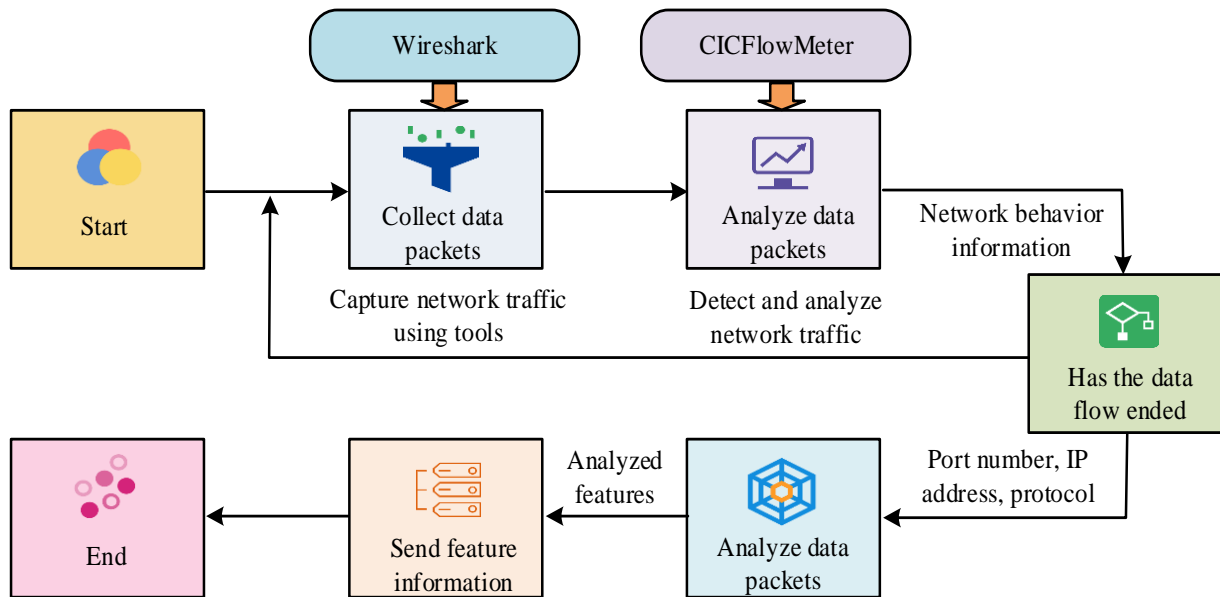 Wireshark
CICFlowMeter
Start
Collect data
packets
Analyze data
packets
Network behavior
information
Capture network traffic
using tools
Detect and analyze
network traffic
Has the data
flow ended
End
Send feature
information
Analyzed
features
Analyze data
packets
Port number, IP
address, protocol